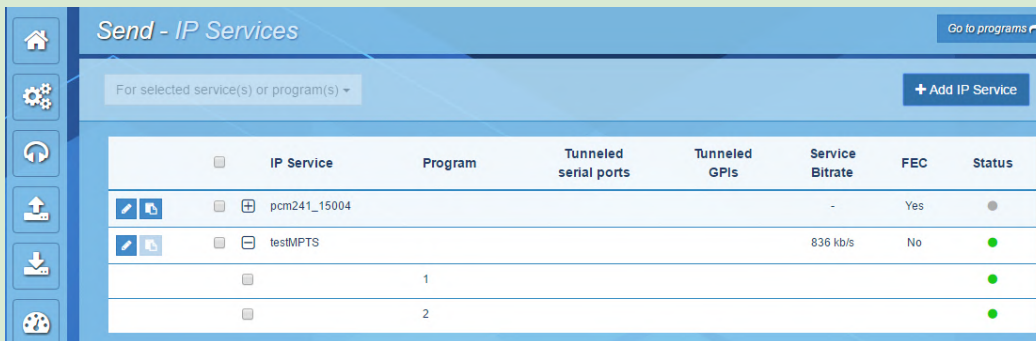 Send - IP Services
Go to programs
For selected service(s) or program(s)
+ Add IP Service
IP Service Program Tunneled serial ports Tunneled GPIs Service Bitrate FEC Status
pcm241_15004 - Yes
testMPTS 836 kb/s No
1
2